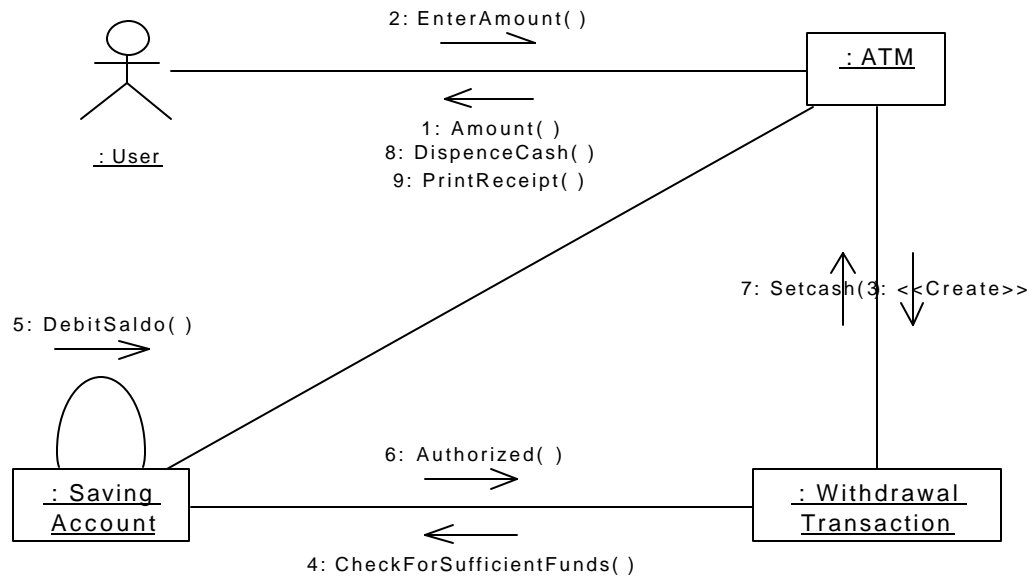 2: EnterAmount( )
: ATM
1: Amount( )
8: DispenceCash( )
9: PrintReceipt( )
: User
7: Setcash(3: <<Create>>
5: DebitSaldo( )
6: Authorized( )
: Saving
Account
: Withdrawal
Transaction
4: CheckForSufficientFunds( )